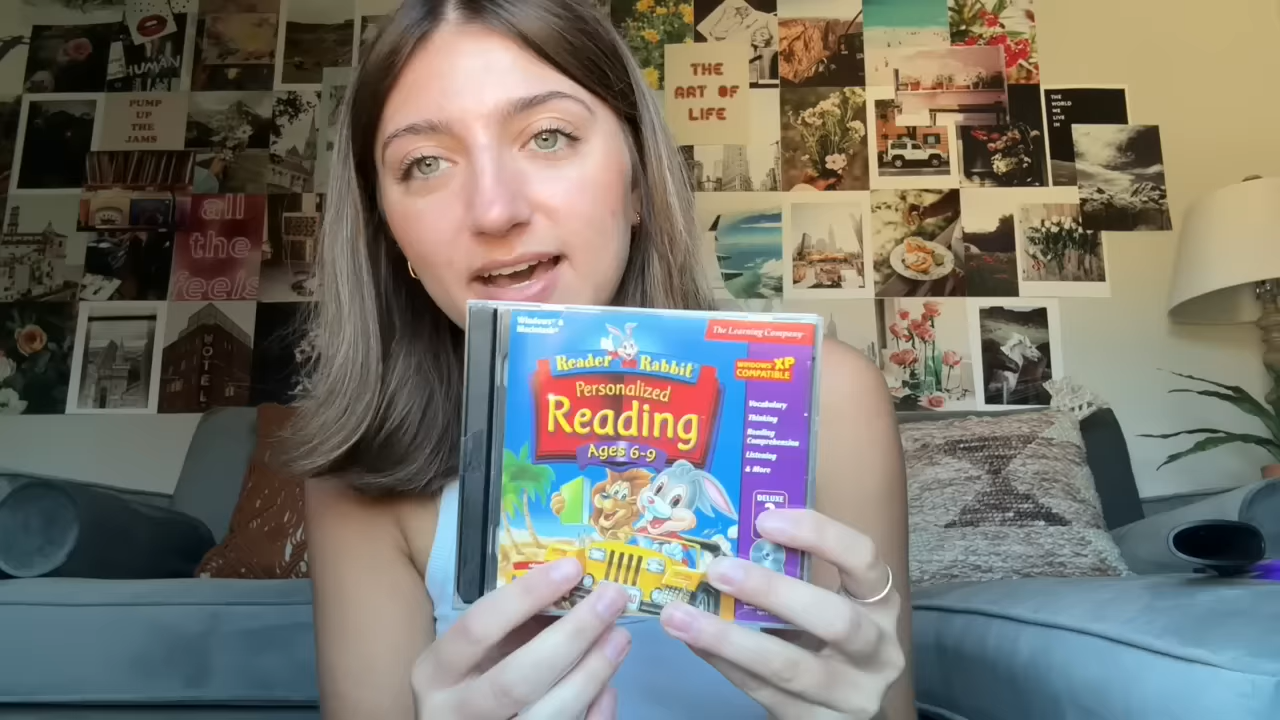 HUMAN
PUMP
UP
THE
JAMS
all
the
feels
HOTEL
THE
ART OF
LIFE
THE
WORLD
WE
LIVE
IN
Windows® &
Macintosh®
The Learning Company®
Reader Rabbit®
Personalized
Reading
Ages 6-9
WINDOWS® XP
COMPATIBLE
Vocabulary
Thinking
Reading
Comprehension
Listening
& More
DELUXE
2